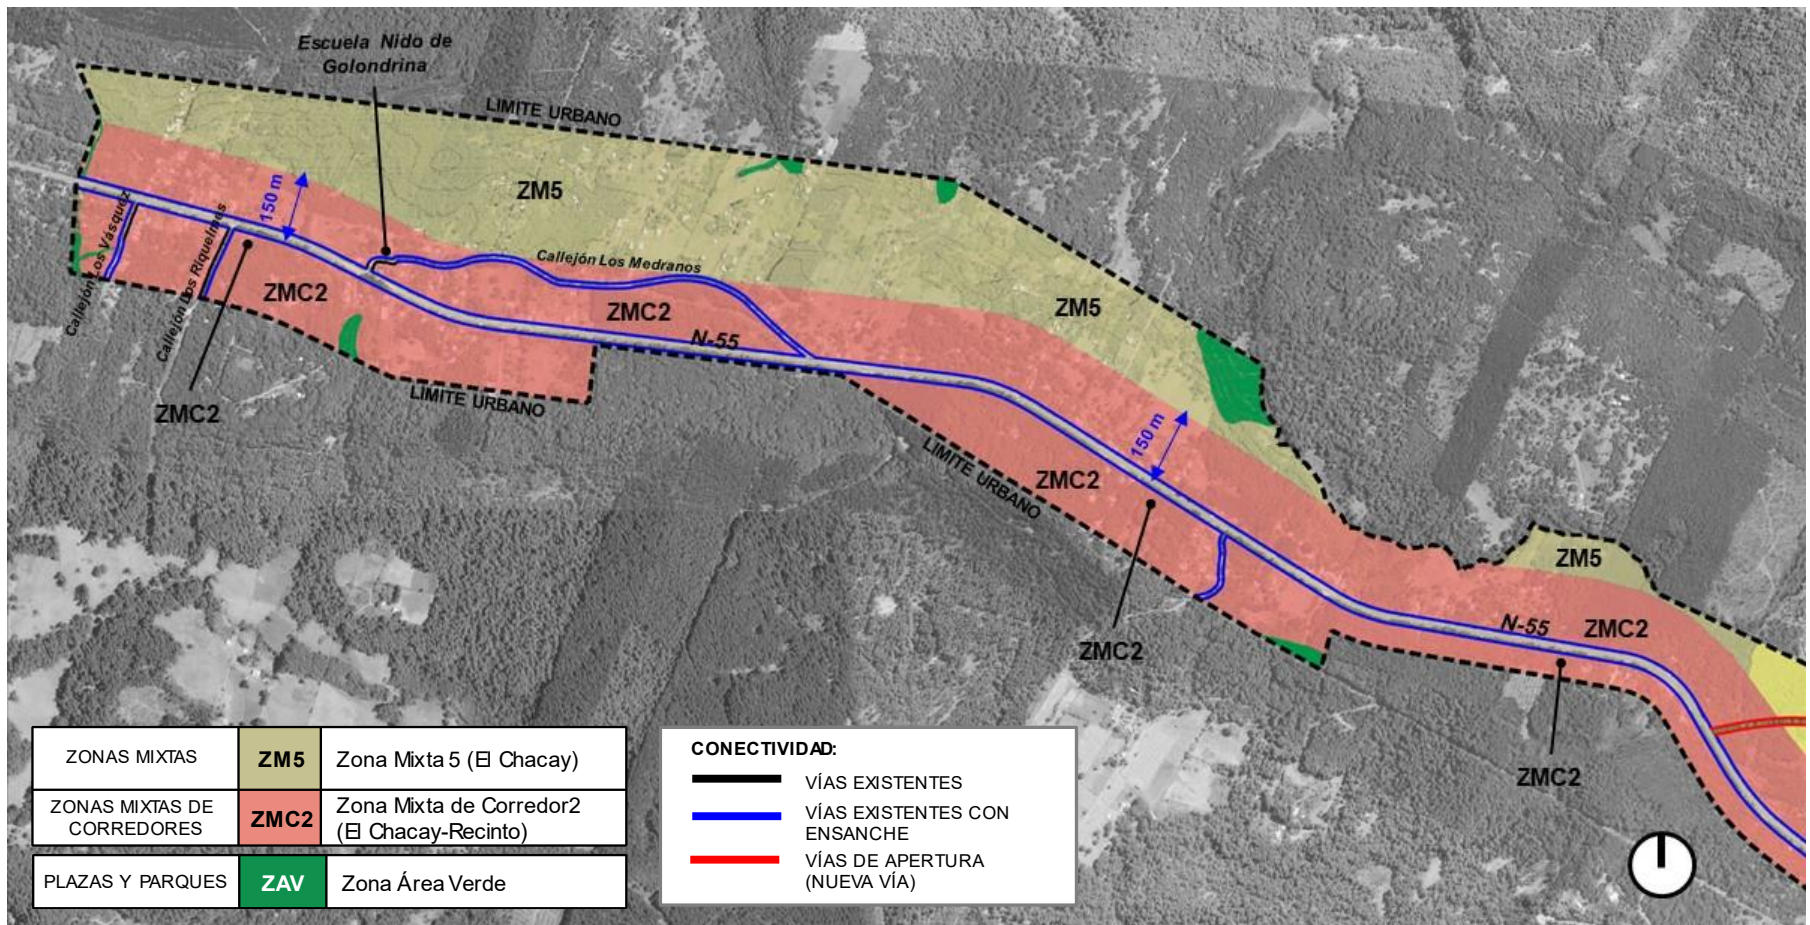 Escuela Nido de
Golondrina
LIMITE URBANO
ZM5
150 m
Callejón Los Vásquez
Callejón Los Riquelmes
Callejón Los Medranos
ZMC2
ZMC2
N-55
ZM5
ZMC2
LIMITE URBANO
150 m
LIMITE URBANO
ZMC2
ZM5
N-55
ZMC2
ZMC2
ZMC2
ZONAS MIXTAS
ZM5
Zona Mixta 5 (El Chacay)
ZONAS MIXTAS DE
CORREDORES
ZMC2
Zona Mixta de Corredor2
(El Chacay-Recinto)
PLAZAS Y PARQUES
ZAV
Zona Área Verde
CONECTIVIDAD:
VÍAS EXISTENTES
VÍAS EXISTENTES CON
ENSANCHE
VÍAS DE APERTURA
(NUEVA VÍA)